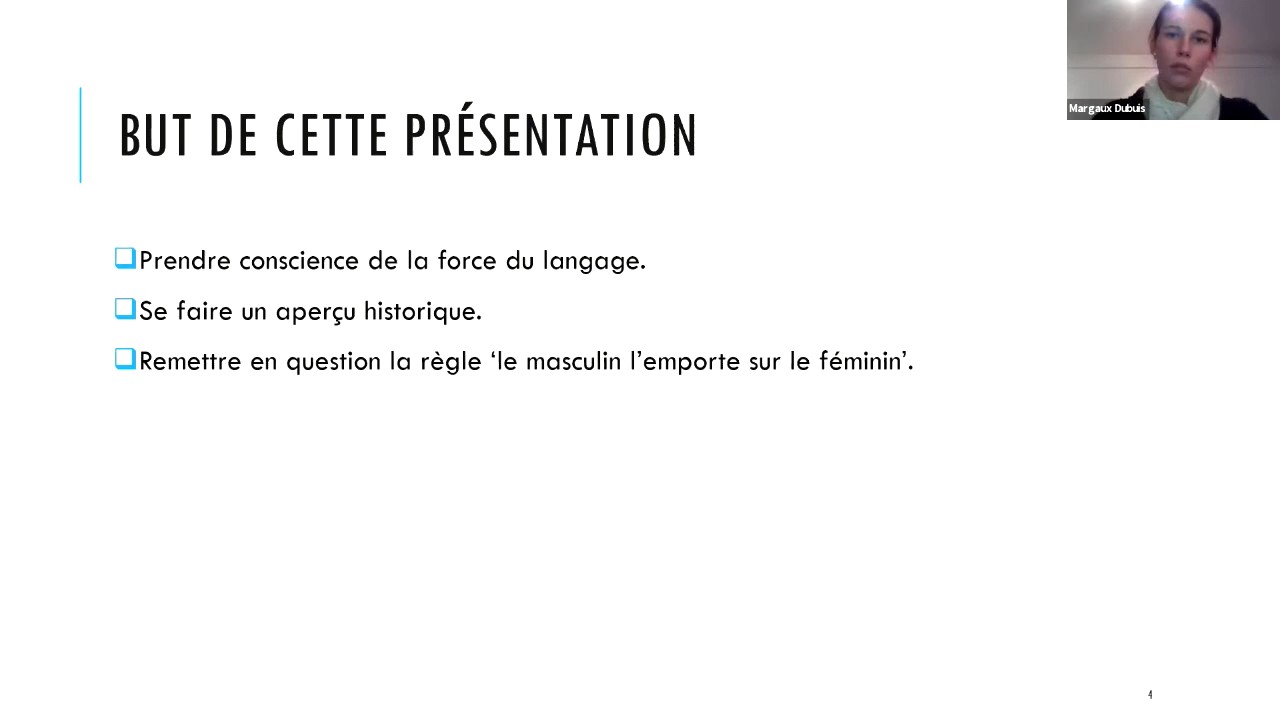 Margaux Dubuis
BUT DE CETTE PRÉSENTATION
Prendre conscience de la force du langage.
Se faire un aperçu historique.
Remettre en question la règle ‘le masculin l’emporte sur le féminin’.
4